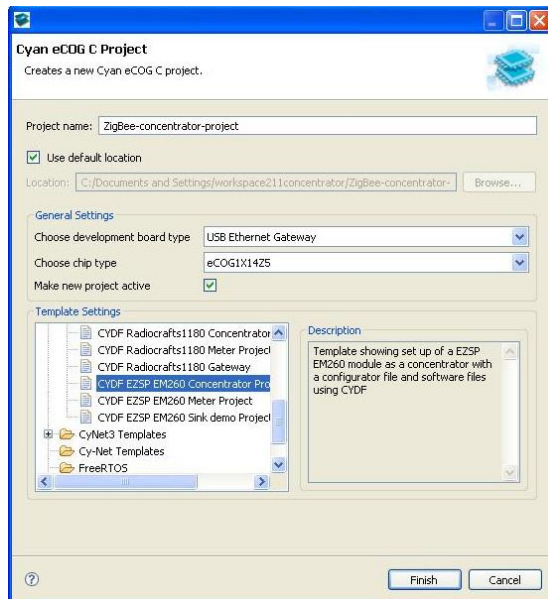 Cyan eCOG C Project
Creates a new Cyan eCOG C project.
Project name: ZigBee-concentrator-project
Use default location
Location: C:/Documents and Settings/workspace211concentrator/ZigBee-concentrator- Browse...
General Settings
Choose development board type USB Ethernet Gateway
Choose chip type eCOG1X14Z5
Make new project active
Template Settings
CYDF Radiocrafts1180 Concentrator
CYDF Radiocrafts1180 Meter Project
CYDF Radiocrafts1180 Gateway
CYDF EZSP EM260 Concentrator Pro
CYDF EZSP EM260 Meter Project
CYDF EZSP EM260 Sink demo Project
CyNet3 Templates
Cy-Net Templates
FreeRTOS
Description
Template showing set up of a EZSP
EM260 module as a concentrator with
a configurator file and software files
using CYDF
? Finish Cancel